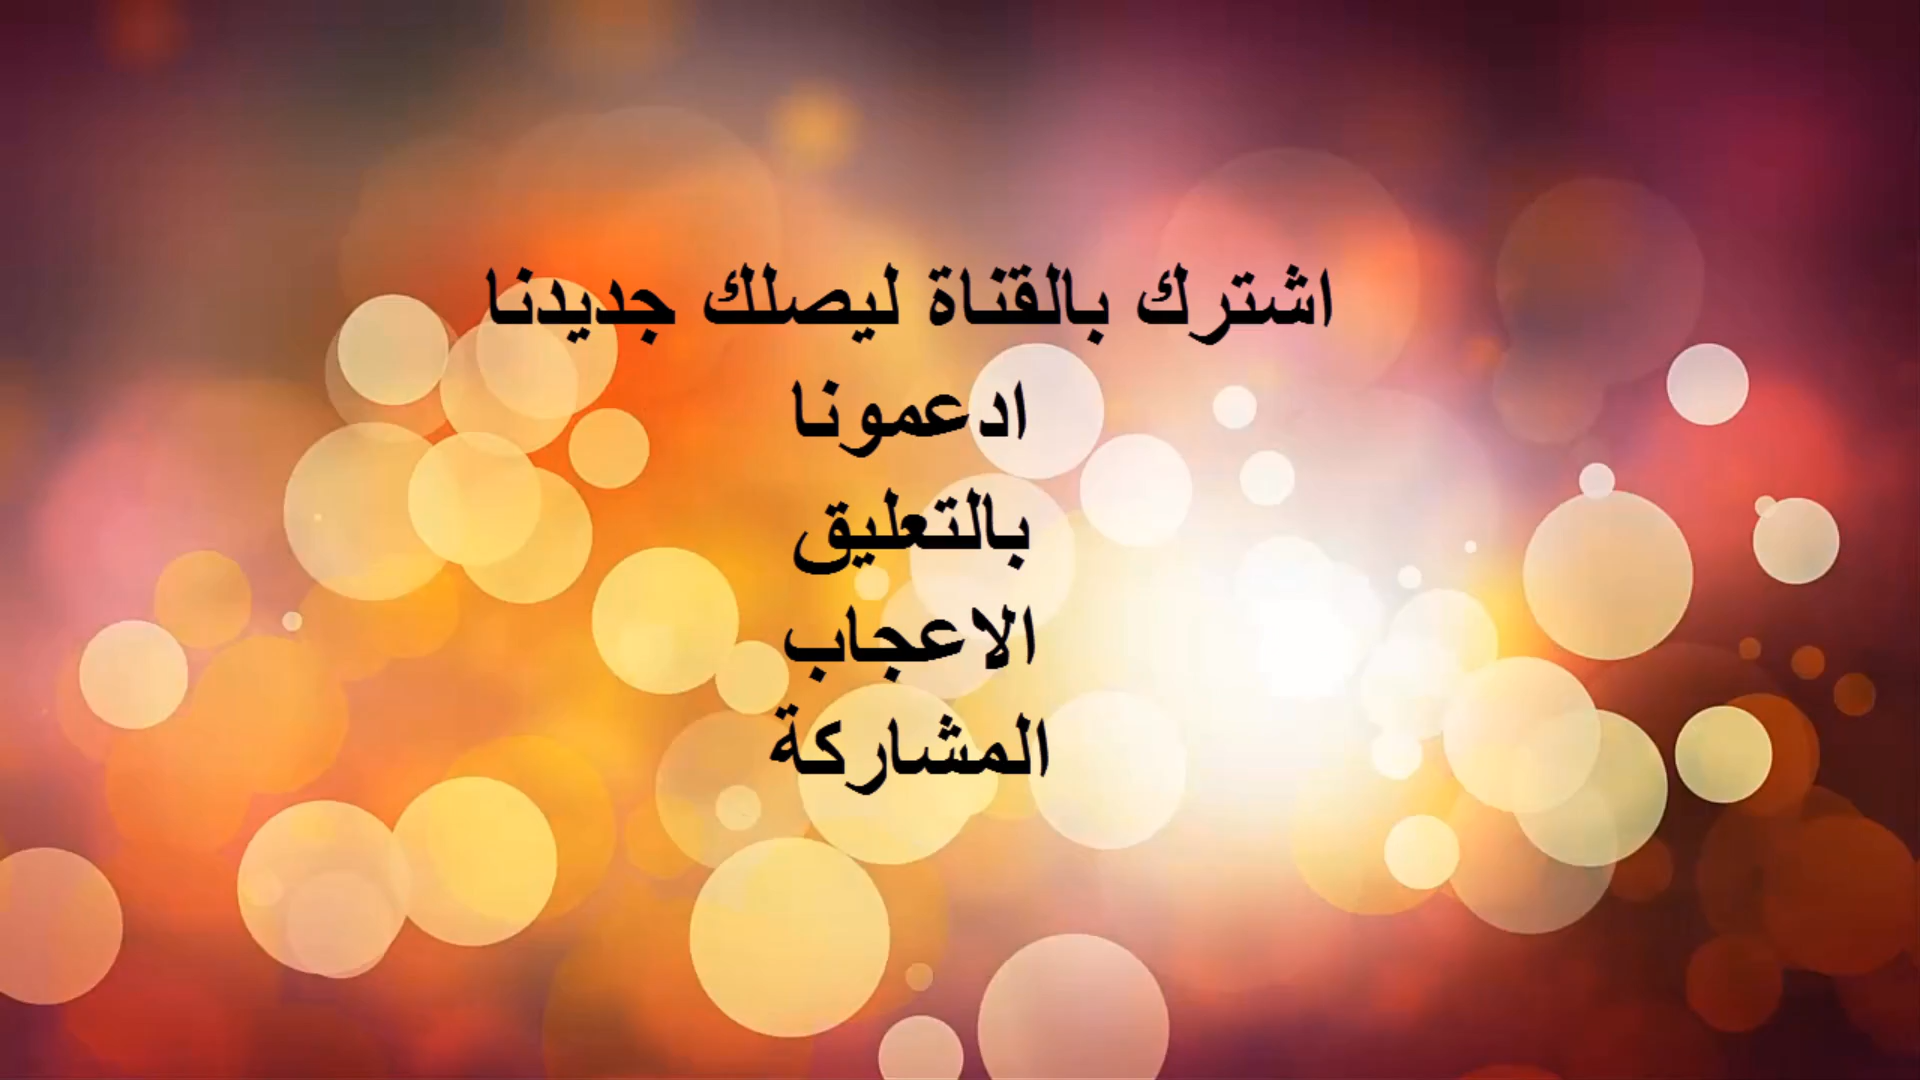 اشترك بالقناة ليصلك جديدنا
ادعمونا
بالتعليق
الاعجاب
المشاركة